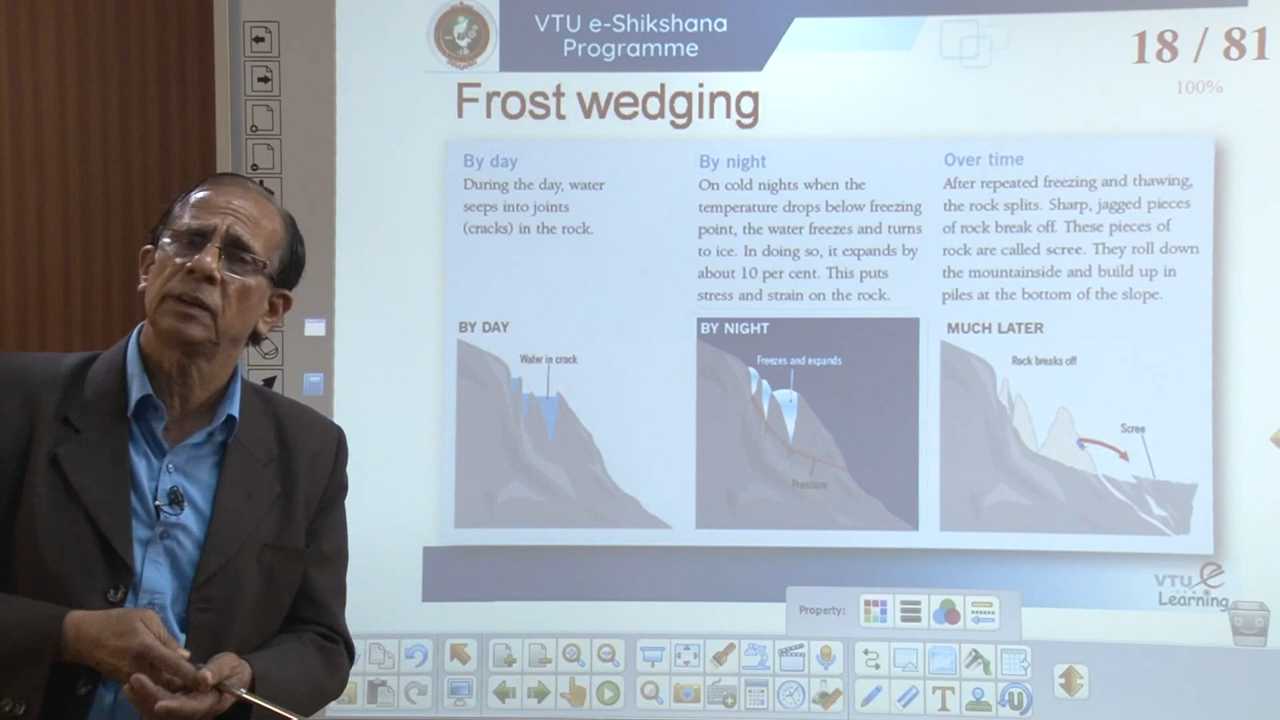 VTU e-Shikshana
Programme
18 / 81
100%
Frost wedging
By day
During the day, water
seeps into joints
(cracks) in the rock.
By night
On cold nights when the
temperature drops below freezing
point, the water freezes and turns
to ice. In doing so, it expands by
about 10 per cent. This puts
stress and strain on the rock.
Over time
After repeated freezing and thawing,
the rock splits. Sharp, jagged pieces
of rock break off. These pieces of
rock are called scree. They roll down
the mountainside and build up in
piles at the bottom of the slope.
BY DAY
Water in crack
BY NIGHT
Freezes and expands
Pressure
MUCH LATER
Rock breaks off
Scree
VTU e
Learning
Property: